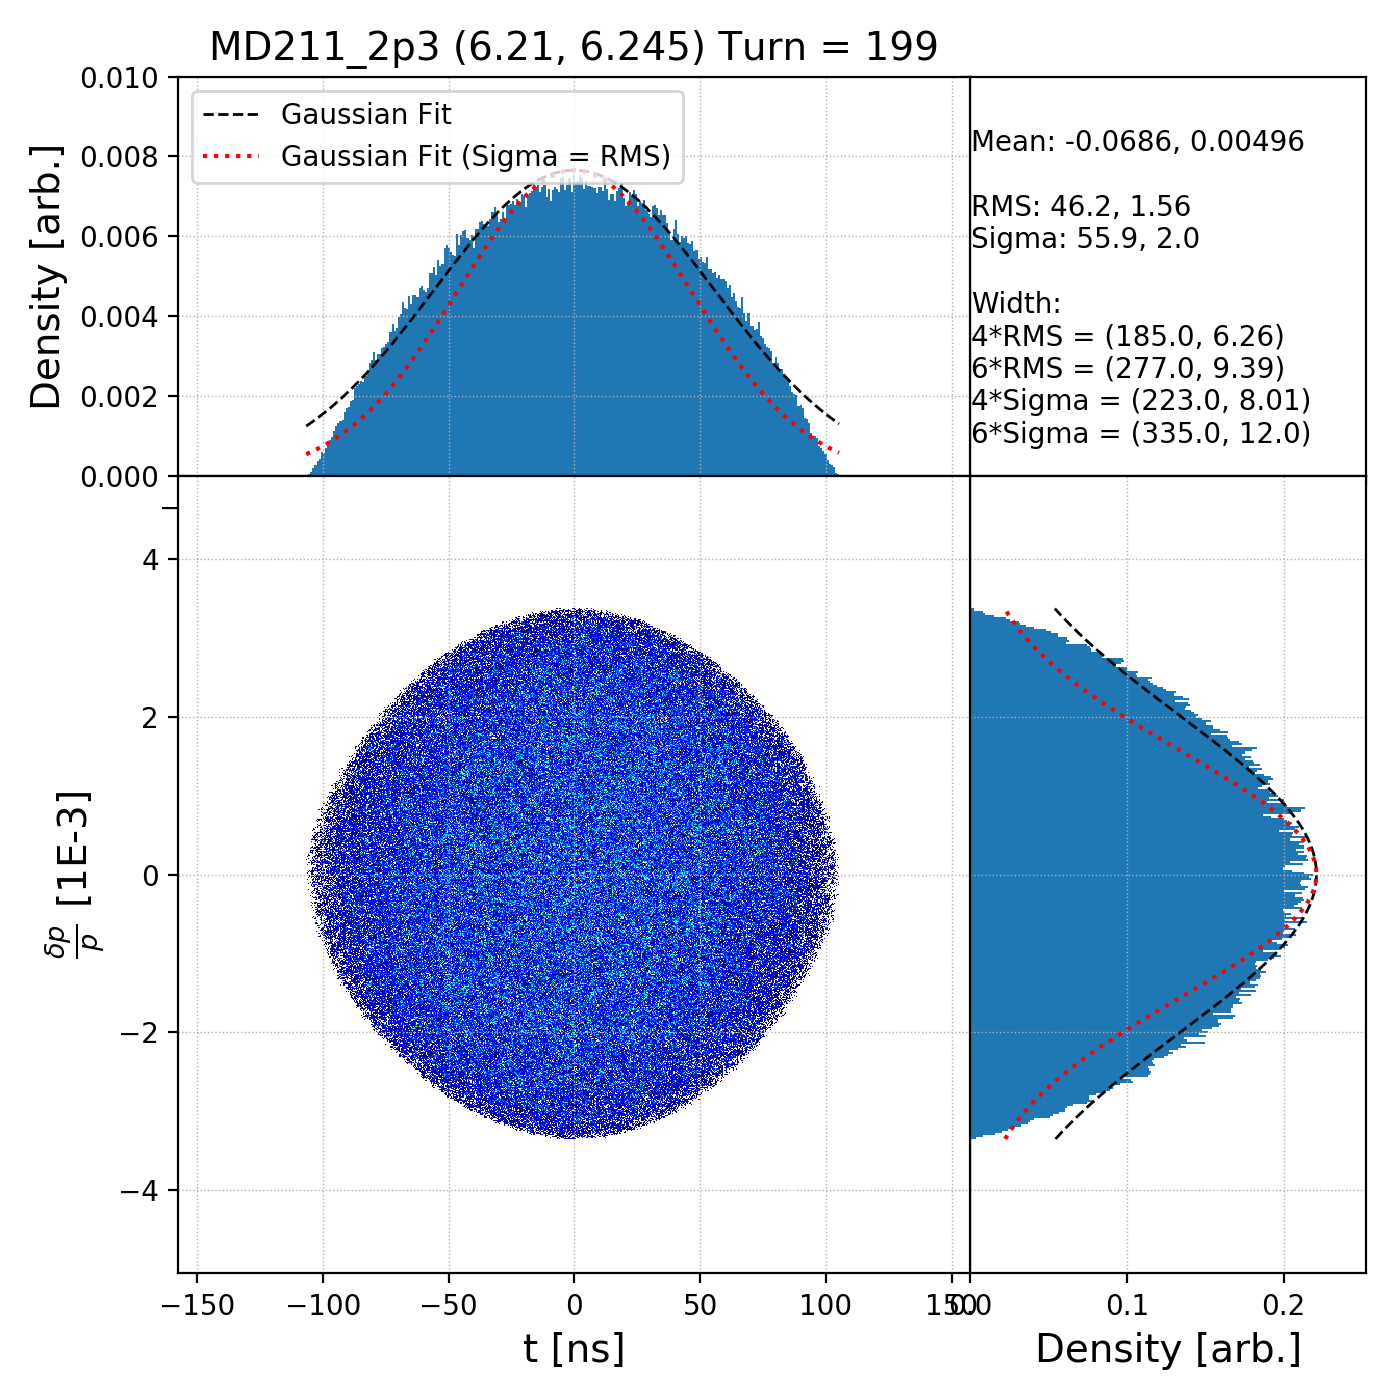 MD211_2p3 (6.21, 6.245) Turn = 199
0.010
0.008
0.006
0.004
0.002
0.000
Density [arb.]
Gaussian Fit
Gaussian Fit (Sigma = RMS)
Mean: -0.0686, 0.00496
RMS: 46.2, 1.56
Sigma: 55.9, 2.0
Width:
4*RMS = (185.0, 6.26)
6*RMS = (277.0, 9.39)
4*Sigma = (223.0, 8.01)
6*Sigma = (335.0, 12.0)
4
2
0
−2
−4
δp/p [1E-3]
−150 −100 −50 0 50 100 150
t [ns]
0.0 0.1 0.2
Density [arb.]